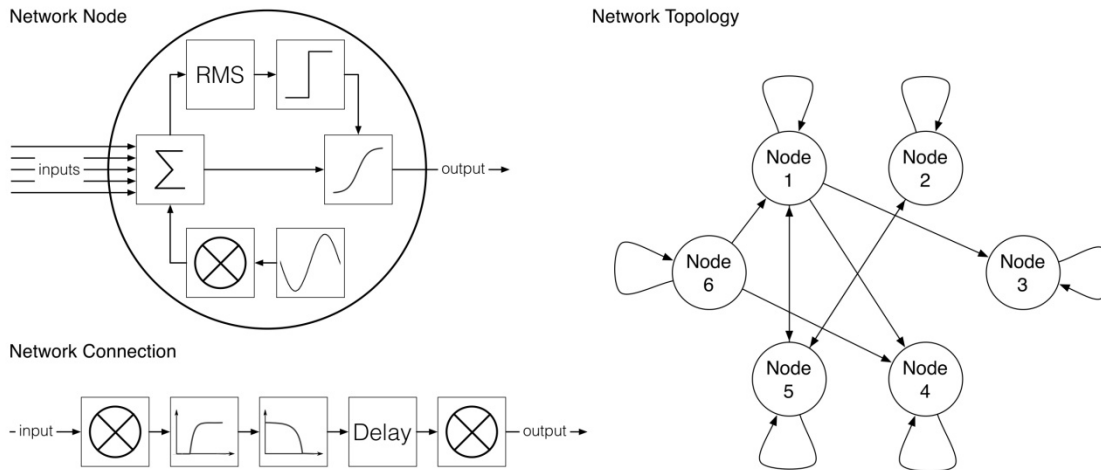 Network Node
RMS
inputs
Σ
output
Network Connection
input
Delay
output
Network Topology
Node
1
Node
2
Node
6
Node
3
Node
5
Node
4